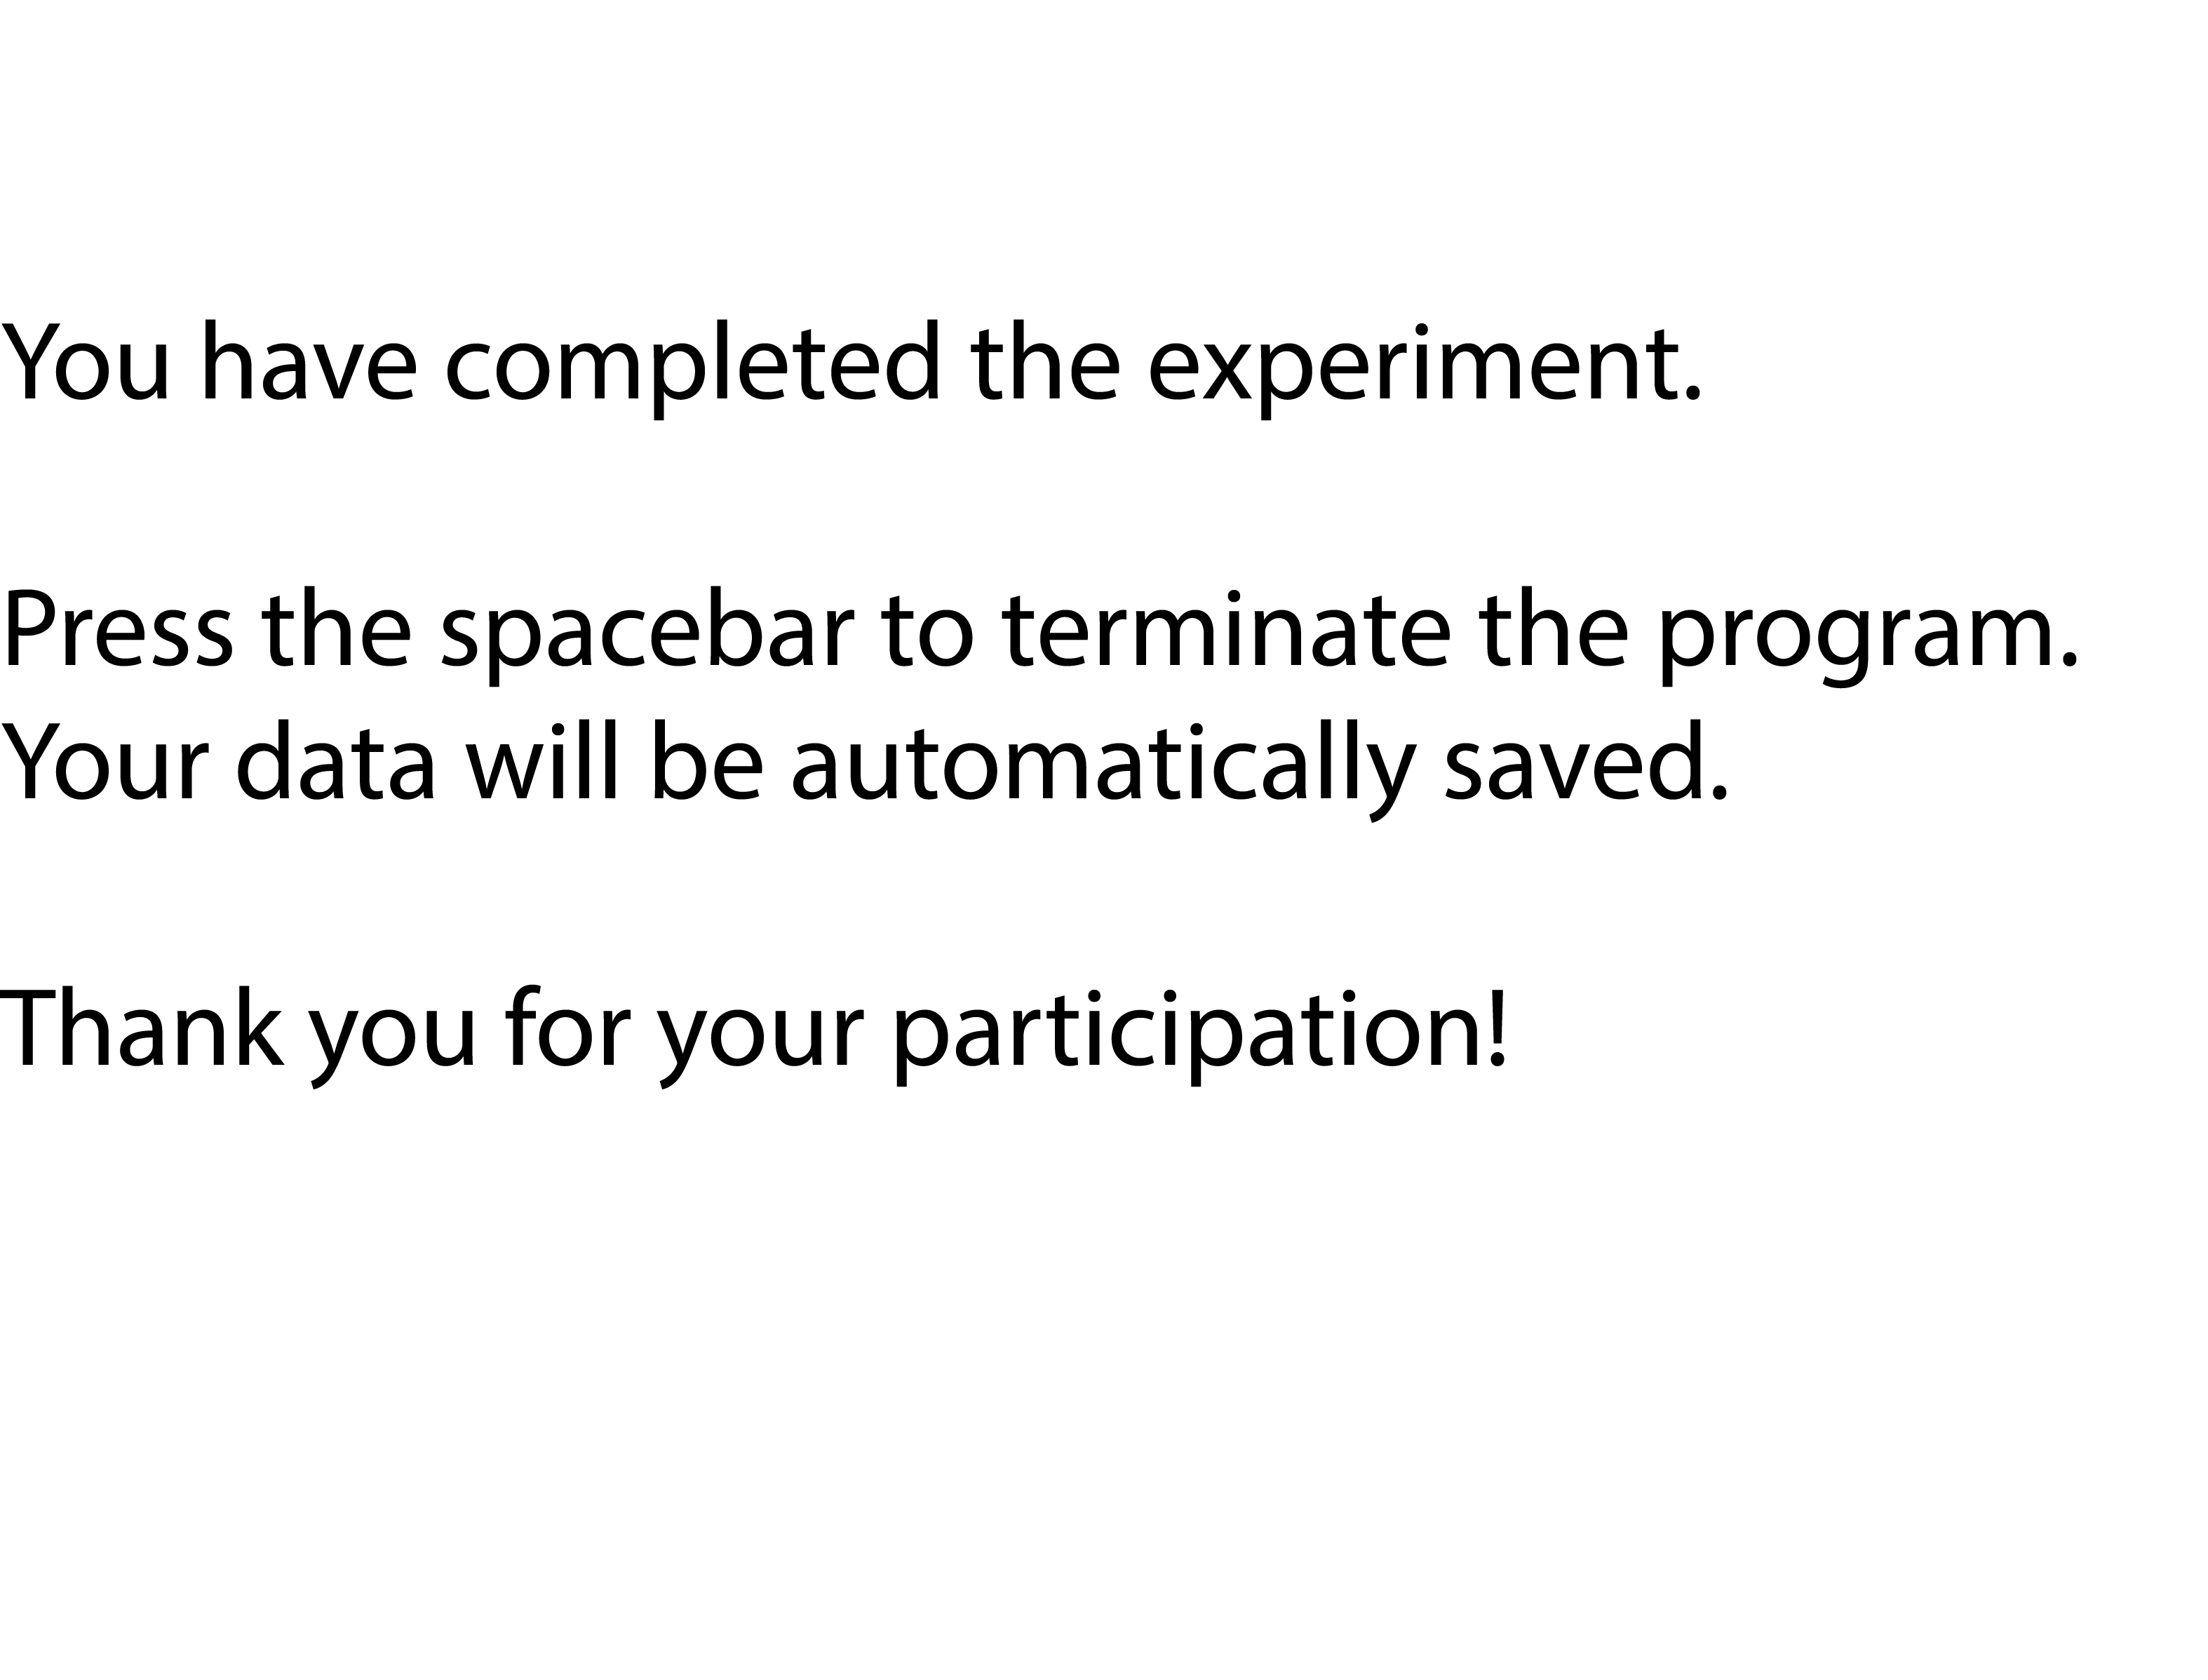 You have completed the experiment.
Press the spacebar to terminate the program.
Your data will be automatically saved.
Thank you for your participation!